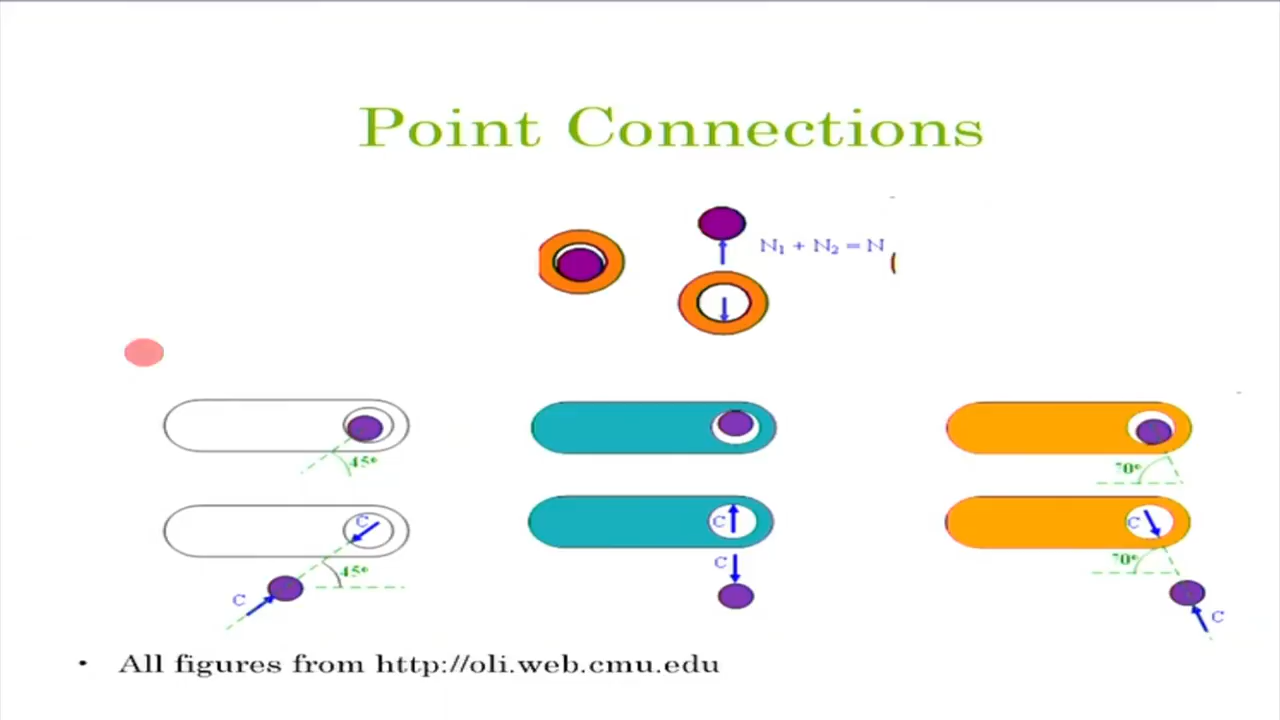 Point Connections
N₁ + N₂ = N
45°
70°
C
C
C
45°
70°
C
C
C
• All figures from http://oli.web.cmu.edu